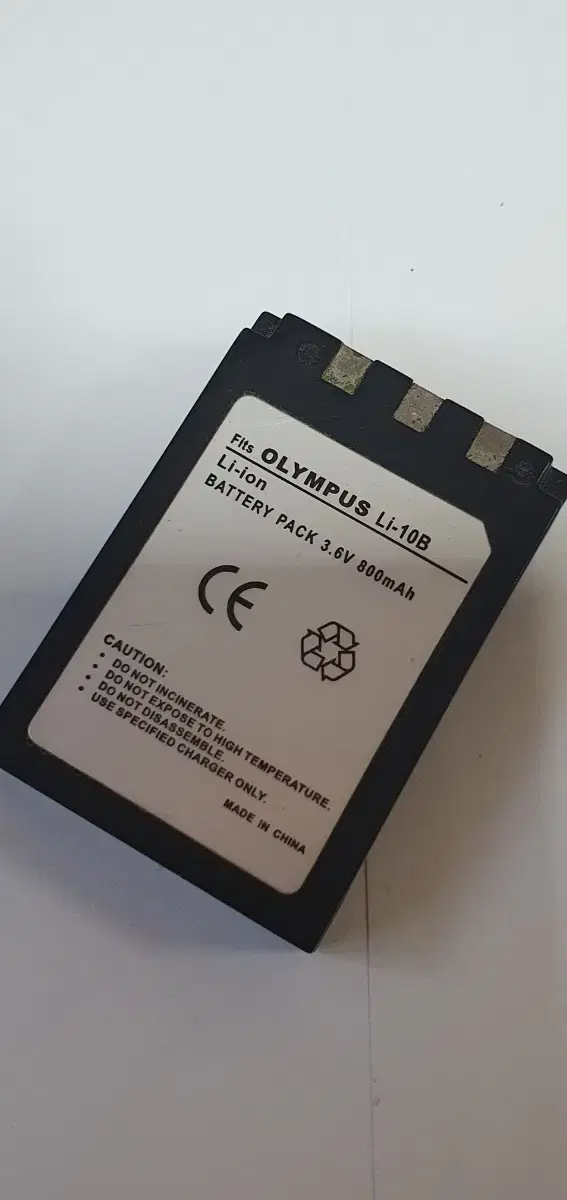 Fits OLYMPUS Li-10B
Li-ion
BATTERY PACK 3.6V 800mAh
CE
CAUTION:
• DO NOT INCINERATE.
• DO NOT EXPOSE TO HIGH TEMPERATURE.
• DO NOT DISASSEMBLE.
• USE SPECIFIED CHARGER ONLY.
MADE IN CHINA